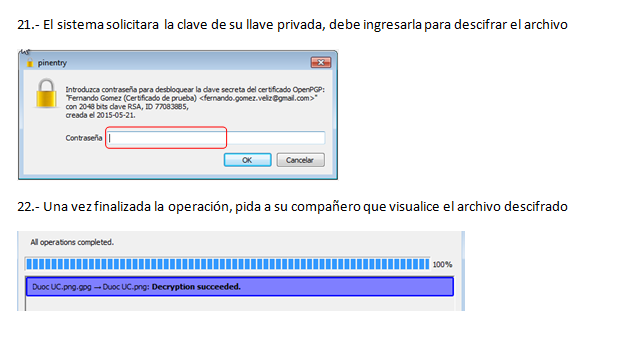 21.- El sistema solicitara la clave de su llave privada, debe ingresarla para descifrar el archivo
pinentry
Introduzca contraseña para desbloquear la clave secreta del certificado OpenPGP:
"Fernando Gomez (Certificado de prueba) <fernando.gomez.veliz@gmail.com>"
con 2048 bits clave RSA, ID 770838B5,
creada el 2015-05-21.
Contraseña
OK Cancelar
22.- Una vez finalizada la operación, pida a su compañero que visualice el archivo descifrado
All operations completed.
100%
Duoc UC.png.gpg → Duoc UC.png: Decryption succeeded.